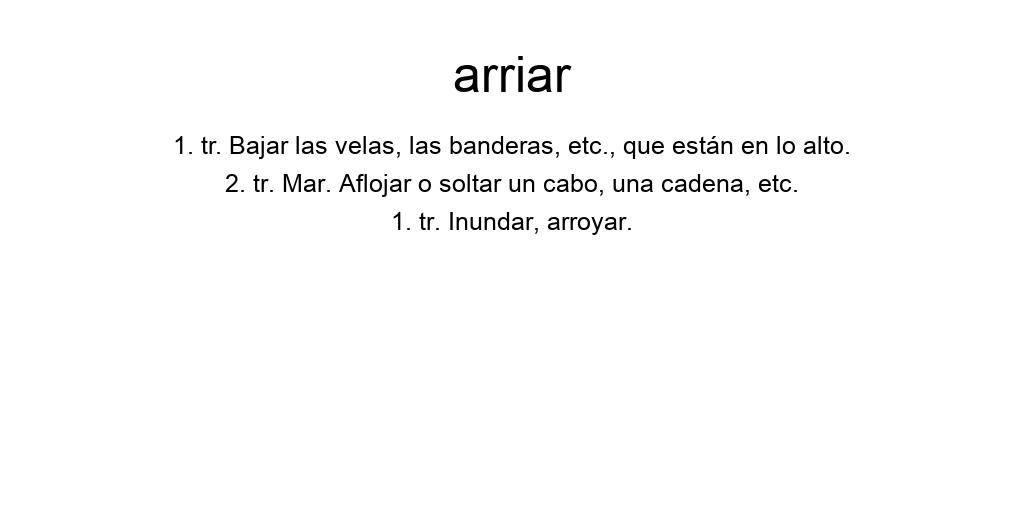 arriar
1. tr. Bajar las velas, las banderas, etc., que están en lo alto.
2. tr. Mar. Aflojar o soltar un cabo, una cadena, etc.
1. tr. Inundar, arroyar.